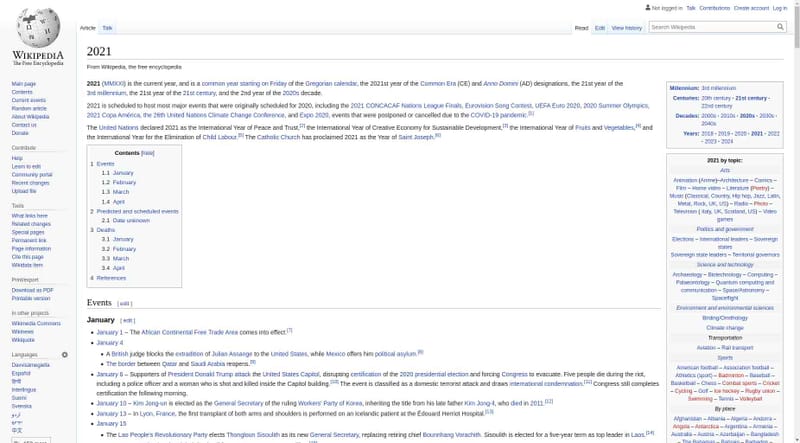 Not logged in Talk Contributions Create account Log in
WIKIPEDIA
The Free Encyclopedia
Article Talk
Read Edit View history
Search Wikipedia
2021
From Wikipedia, the free encyclopedia
2021 (MMXXI) is the current year, and is a common year starting on Friday of the Gregorian calendar, the 2021st year of the Common Era (CE) and Anno Domini (AD) designations, the 21st year of the
3rd millennium, the 21st year of the 21st century, and the 2nd year of the 2020s decade.
2021 is scheduled to host most major events that were originally scheduled for 2020, including the 2021 CONCACAF Nations League Finals, Eurovision Song Contest, UEFA Euro 2020, 2020 Summer Olympics,
2021 Copa América, the 26th United Nations Climate Change Conference, and Expo 2020, events that were postponed or cancelled due to the COVID-19 pandemic.[1]
The United Nations declared 2021 as the International Year of Peace and Trust,[2] the International Year of Creative Economy for Sustainable Development,[3] the International Year of Fruits and Vegetables,[4] and
the International Year for the Elimination of Child Labour.[5] The Catholic Church has proclaimed 2021 as the Year of Saint Joseph.[6]
Contents [hide]
1 Events
1.1 January
1.2 February
1.3 March
1.4 April
2 Predicted and scheduled events
2.1 Date unknown
3 Deaths
3.1 January
3.2 February
3.3 March
3.4 April
4 References
Events [ edit ]
January [ edit ]
January 1 – The African Continental Free Trade Area comes into effect.[7]
January 4
A British judge blocks the extradition of Julian Assange to the United States, while Mexico offers him political asylum.[8]
The border between Qatar and Saudi Arabia reopens.[9]
January 6 – Supporters of President Donald Trump attack the United States Capitol, disrupting certification of the 2020 presidential election and forcing Congress to evacuate. Five people die during the riot,
including a police officer and a woman who is shot and killed inside the Capitol building.[10] The event is classified as a domestic terrorist attack and draws international condemnation.[11] Congress still completes
certification the following morning.
January 10 – Kim Jong-un is elected as the General Secretary of the ruling Workers' Party of Korea, inheriting the title from his late father Kim Jong-il, who died in 2011.[12]
January 13 – In Lyon, France, the first transplant of both arms and shoulders is performed on an Icelandic patient at the Édouard Herriot Hospital.[13]
January 15
The Lao People's Revolutionary Party elects Thongloun Sisoulith as its new General Secretary, replacing retiring chief Bounnhang Vorachith. Sisoulith is elected for a five-year term as top leader in Laos.[14]
Main page
Contents
Current events
Random article
About Wikipedia
Contact us
Donate
Contribute
Help
Learn to edit
Community portal
Recent changes
Upload file
Tools
What links here
Related changes
Special pages
Permanent link
Page information
Cite this page
Wikidata item
Print/export
Download as PDF
Printable version
In other projects
Wikimedia Commons
Wikinews
Wikiquote
Languages
Davvisámegiella
Español
हिन्दी
Interlingua
Suomi
Svenska
اردو
中文
Millennium: 3rd millennium
Centuries: 20th century · 21st century ·
22nd century
Decades: 2000s · 2010s · 2020s · 2030s ·
2040s
Years: 2018 · 2019 · 2020 · 2021 · 2022
· 2023 · 2024
2021 by topic:
Arts
Animation (Anime) – Architecture – Comics –
Film – Home video – Literature (Poetry) –
Music (Classical, Country, Hip hop, Jazz, Latin,
Metal, Rock, UK, US) – Radio – Photo –
Television ( Italy, UK, Scotland, US) – Video
games
Politics and government
Elections – International leaders – Sovereign
states
Sovereign state leaders – Territorial governors
Science and technology
Archaeology – Biotechnology – Computing –
Palaeontology – Quantum computing and
communication – Space/Astronomy –
Spaceflight
Environment and environmental sciences
Birding/Ornithology
Climate change
Transportation
Aviation – Rail transport
Sports
American football – Association football –
Athletics (sport) – Badminton – Baseball –
Basketball – Chess – Combat sports – Cricket
– Cycling – Golf – Ice hockey – Rugby union –
Swimming – Tennis – Volleyball
By place
Afghanistan – Albania – Algeria – Andorra –
Angola – Antarctica – Argentina – Armenia –
Australia – Austria – Azerbaijan – Bangladesh